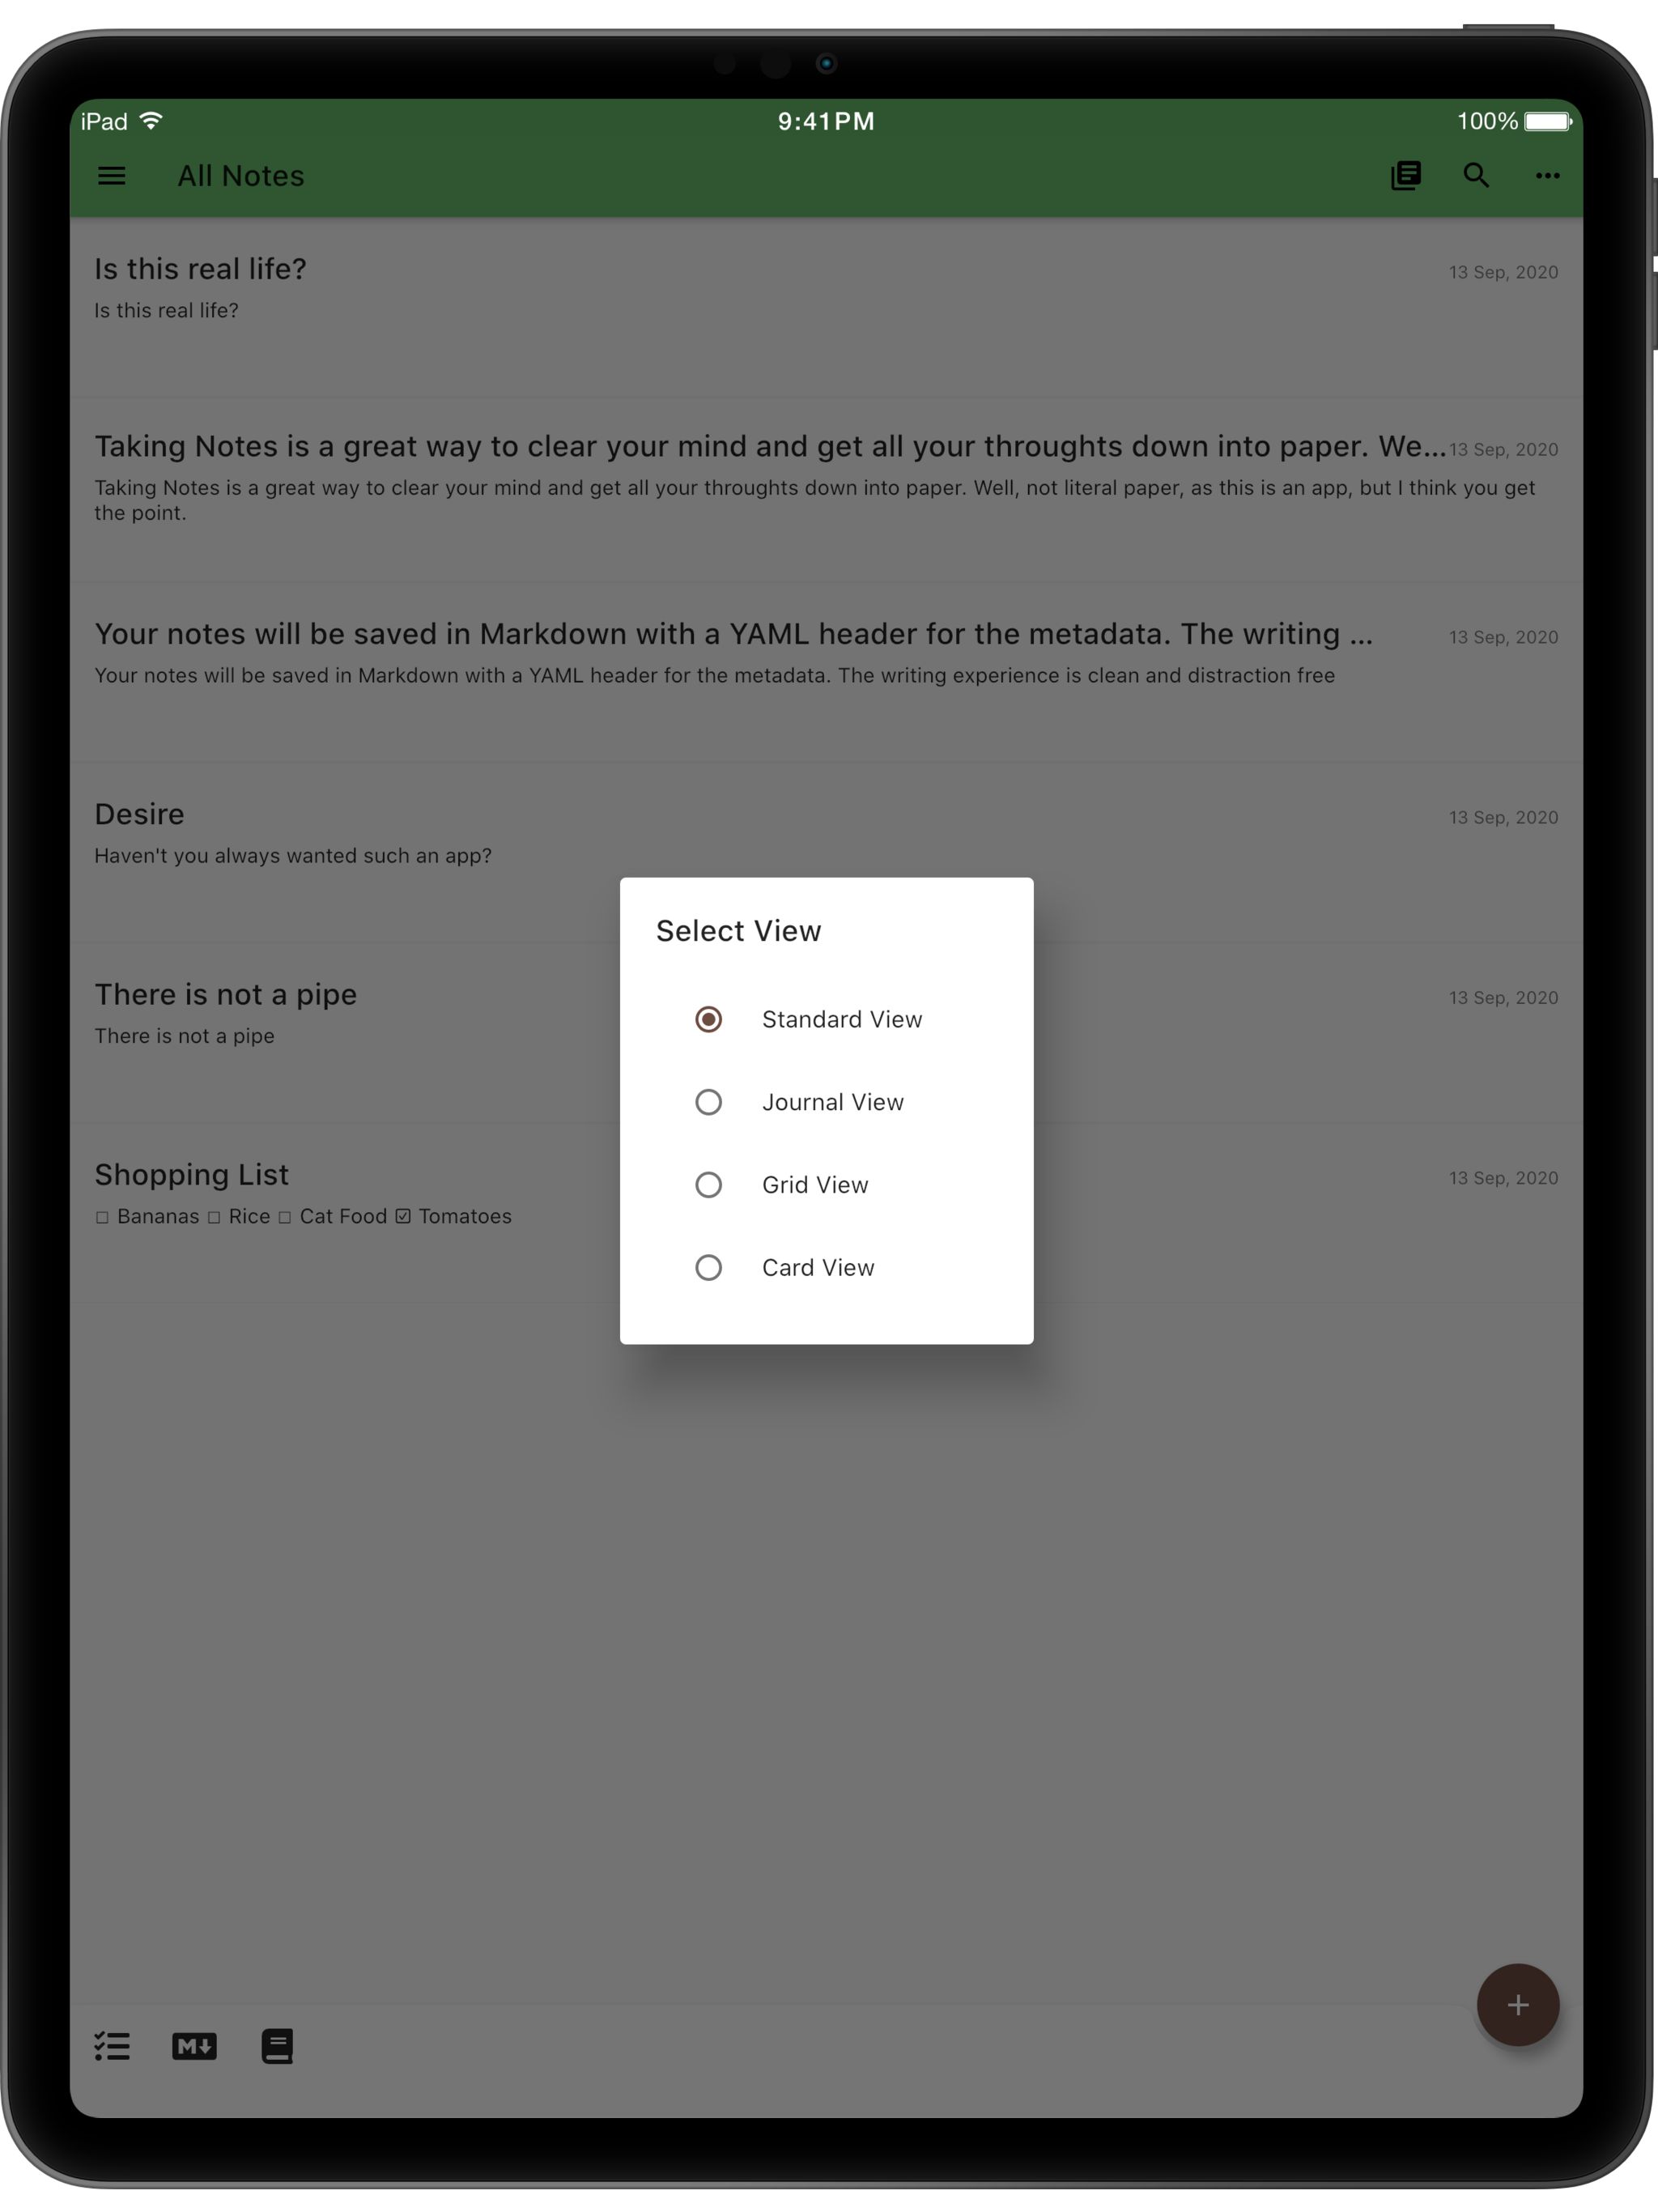 iPad 9:41PM 100%
All Notes
Is this real life? 13 Sep, 2020
Is this real life?
Taking Notes is a great way to clear your mind and get all your throughts down into paper. We... 13 Sep, 2020
Taking Notes is a great way to clear your mind and get all your throughts down into paper. Well, not literal paper, as this is an app, but I think you get
the point.
Your notes will be saved in Markdown with a YAML header for the metadata. The writing ... 13 Sep, 2020
Your notes will be saved in Markdown with a YAML header for the metadata. The writing experience is clean and distraction free
Desire 13 Sep, 2020
Haven't you always wanted such an app?
There is not a pipe 13 Sep, 2020
There is not a pipe
Shopping List 13 Sep, 2020
☐ Bananas ☐ Rice ☐ Cat Food ☑ Tomatoes
Select View
Standard View
Journal View
Grid View
Card View
M↓